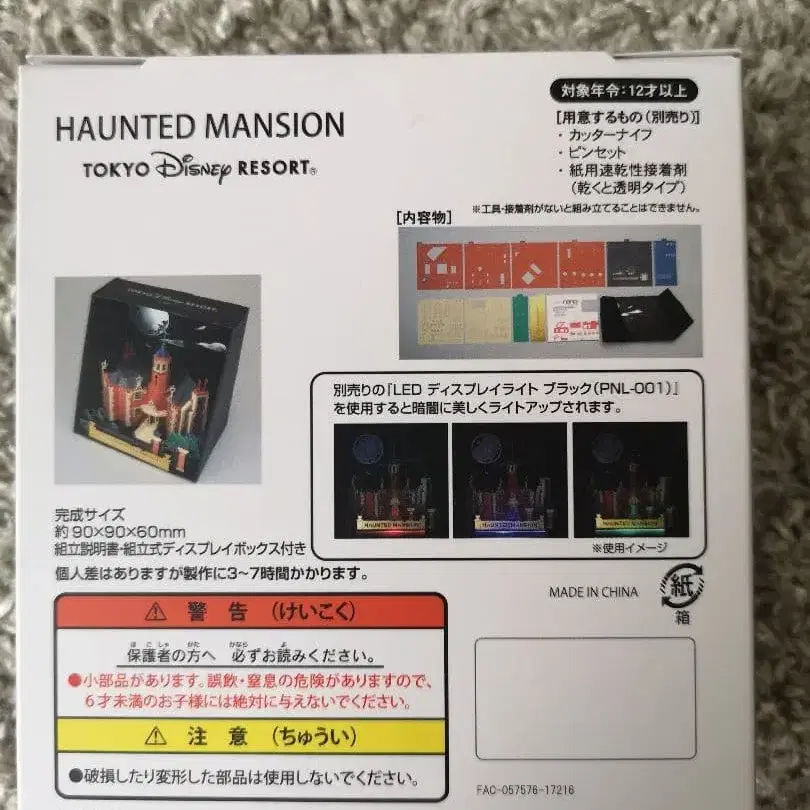 HAUNTED MANSION
TOKYO Disney RESORT®
対象年令:12才以上
[用意するもの(別売り)]
・カッターナイフ
・ピンセット
・紙用速乾性接着剤
(乾くと透明タイプ)
※工具・接着剤がないと組み立てることはできません。
[内容物]
別売りの『LED ディスプレイライト ブラック(PNL-001)』
を使用すると暗闇に美しくライトアップされます。
HAUNTED MANSION
HAUNTED MANSION
HAUNTED MANSION
※使用イメージ
完成サイズ
約90×90×60mm
組立説明書・組立式ディスプレイボックス付き
個人差はありますが製作に3~7時間かかります。
MADE IN CHINA
紙
箱
⚠ 警告 (けいこく)
保護者の方へ 必ずお読みください。
●小部品があります。誤飲・窒息の危険がありますので、
6才未満のお子様には絶対に与えないでください。
⚠ 注意 (ちゅうい)
●破損したり変形した部品は使用しないでください。
FAC-057576-17216